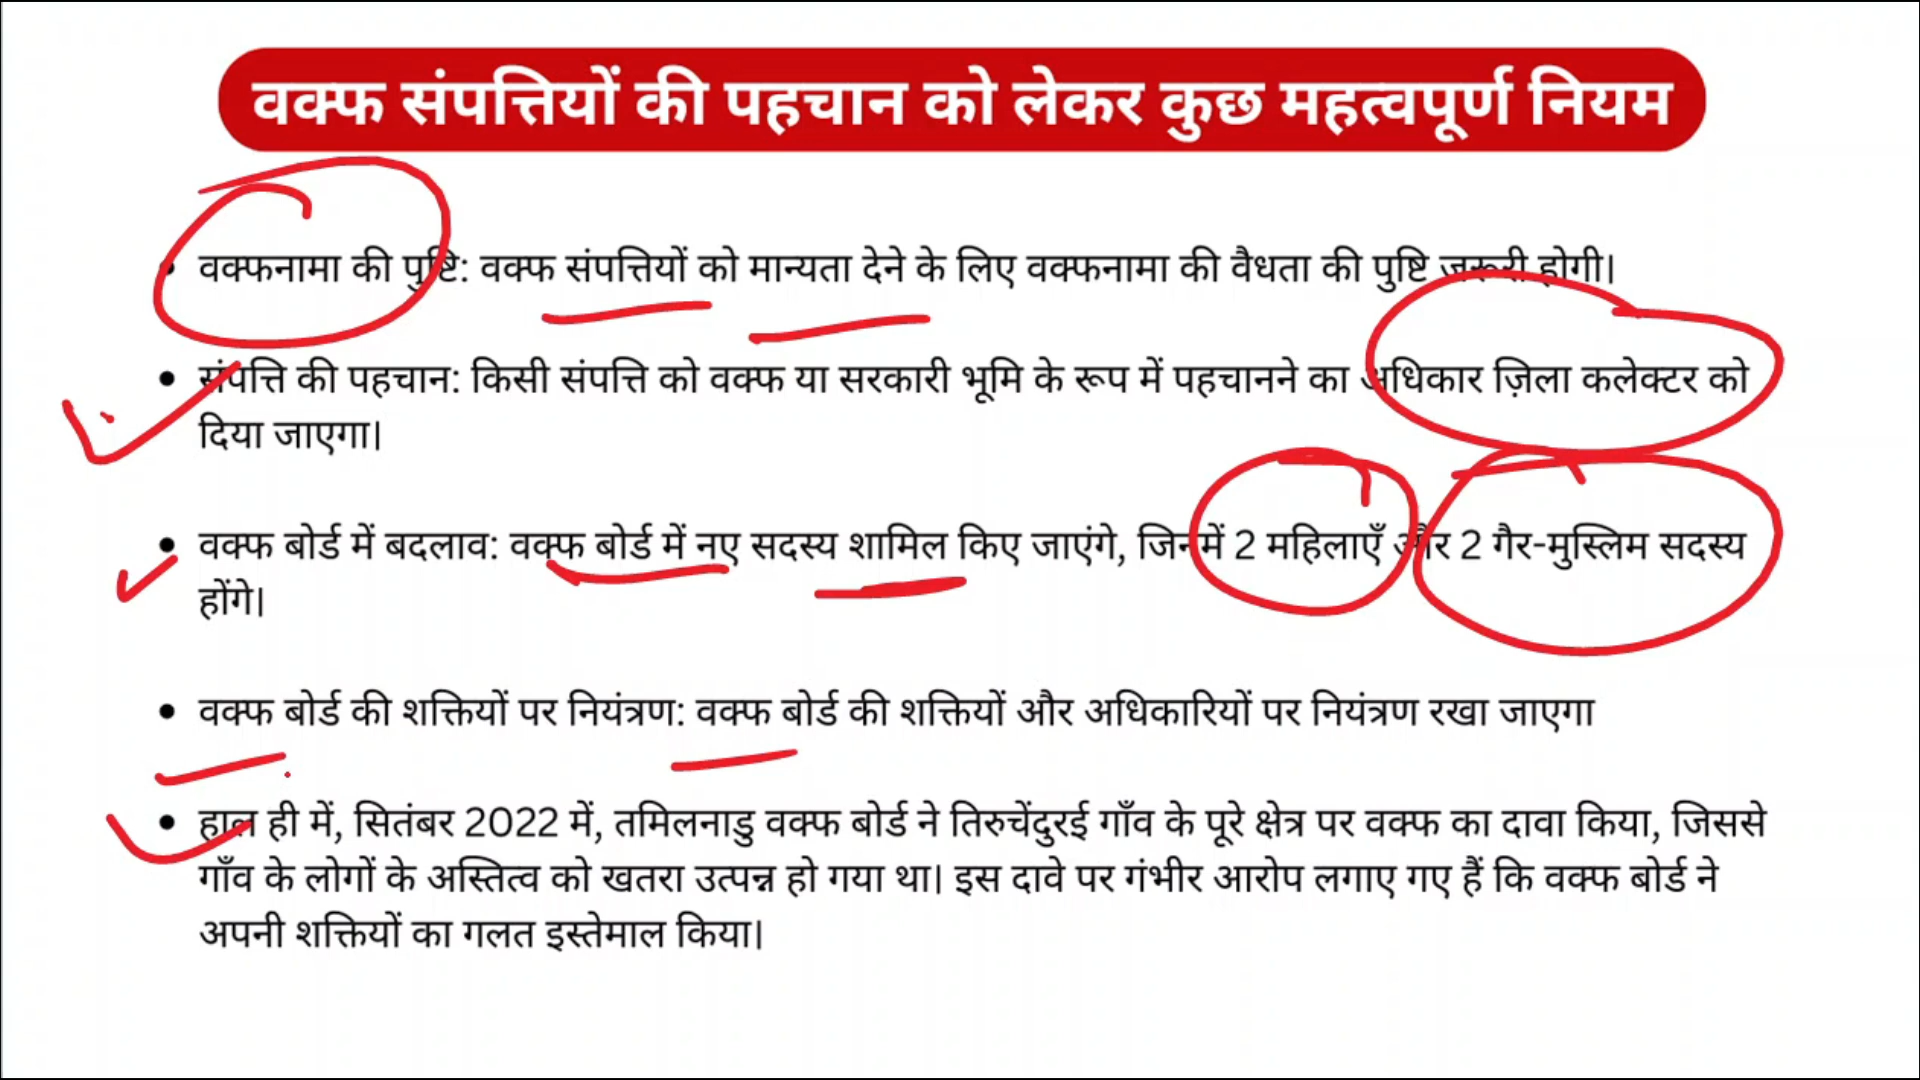 वक्फ संपत्तियों की पहचान को लेकर कुछ महत्वपूर्ण नियम
• वक्फनामा की पुष्टि: वक्फ संपत्तियों को मान्यता देने के लिए वक्फनामा की वैधता की पुष्टि जरूरी होगी।
• संपत्ति की पहचान: किसी संपत्ति को वक्फ या सरकारी भूमि के रूप में पहचानने का अधिकार ज़िला कलेक्टर को
दिया जाएगा।
• वक्फ बोर्ड में बदलाव: वक्फ बोर्ड में नए सदस्य शामिल किए जाएंगे, जिनमें 2 महिलाएँ और 2 गैर-मुस्लिम सदस्य
होंगे।
• वक्फ बोर्ड की शक्तियों पर नियंत्रण: वक्फ बोर्ड की शक्तियों और अधिकारियों पर नियंत्रण रखा जाएगा
• हाल ही में, सितंबर 2022 में, तमिलनाडु वक्फ बोर्ड ने तिरुचेंदुरई गाँव के पूरे क्षेत्र पर वक्फ का दावा किया, जिससे
गाँव के लोगों के अस्तित्व को खतरा उत्पन्न हो गया था। इस दावे पर गंभीर आरोप लगाए गए हैं कि वक्फ बोर्ड ने
अपनी शक्तियों का गलत इस्तेमाल किया।